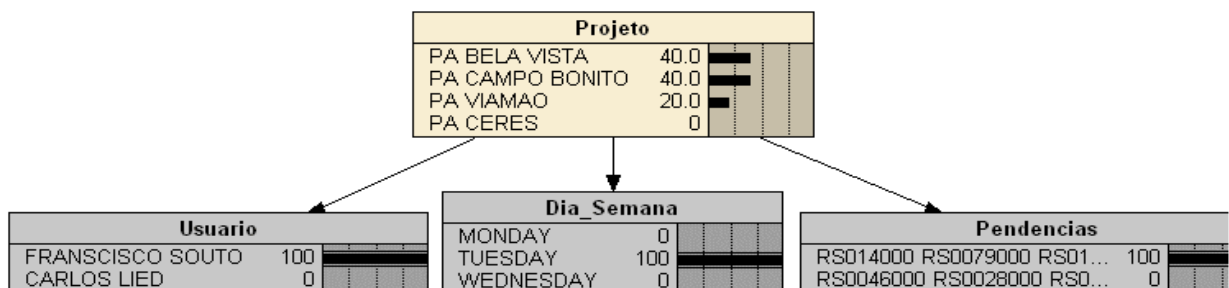 Projeto
PA BELA VISTA 40.0
PA CAMPO BONITO 40.0
PA VIAMAO 20.0
PA CERES 0
Usuario
FRANSCISCO SOUTO 100
CARLOS LIED 0
Dia_Semana
MONDAY 0
TUESDAY 100
WEDNESDAY 0
Pendencias
RS014000 RS0079000 RS01... 100
RS0046000 RS0028000 RS0... 0